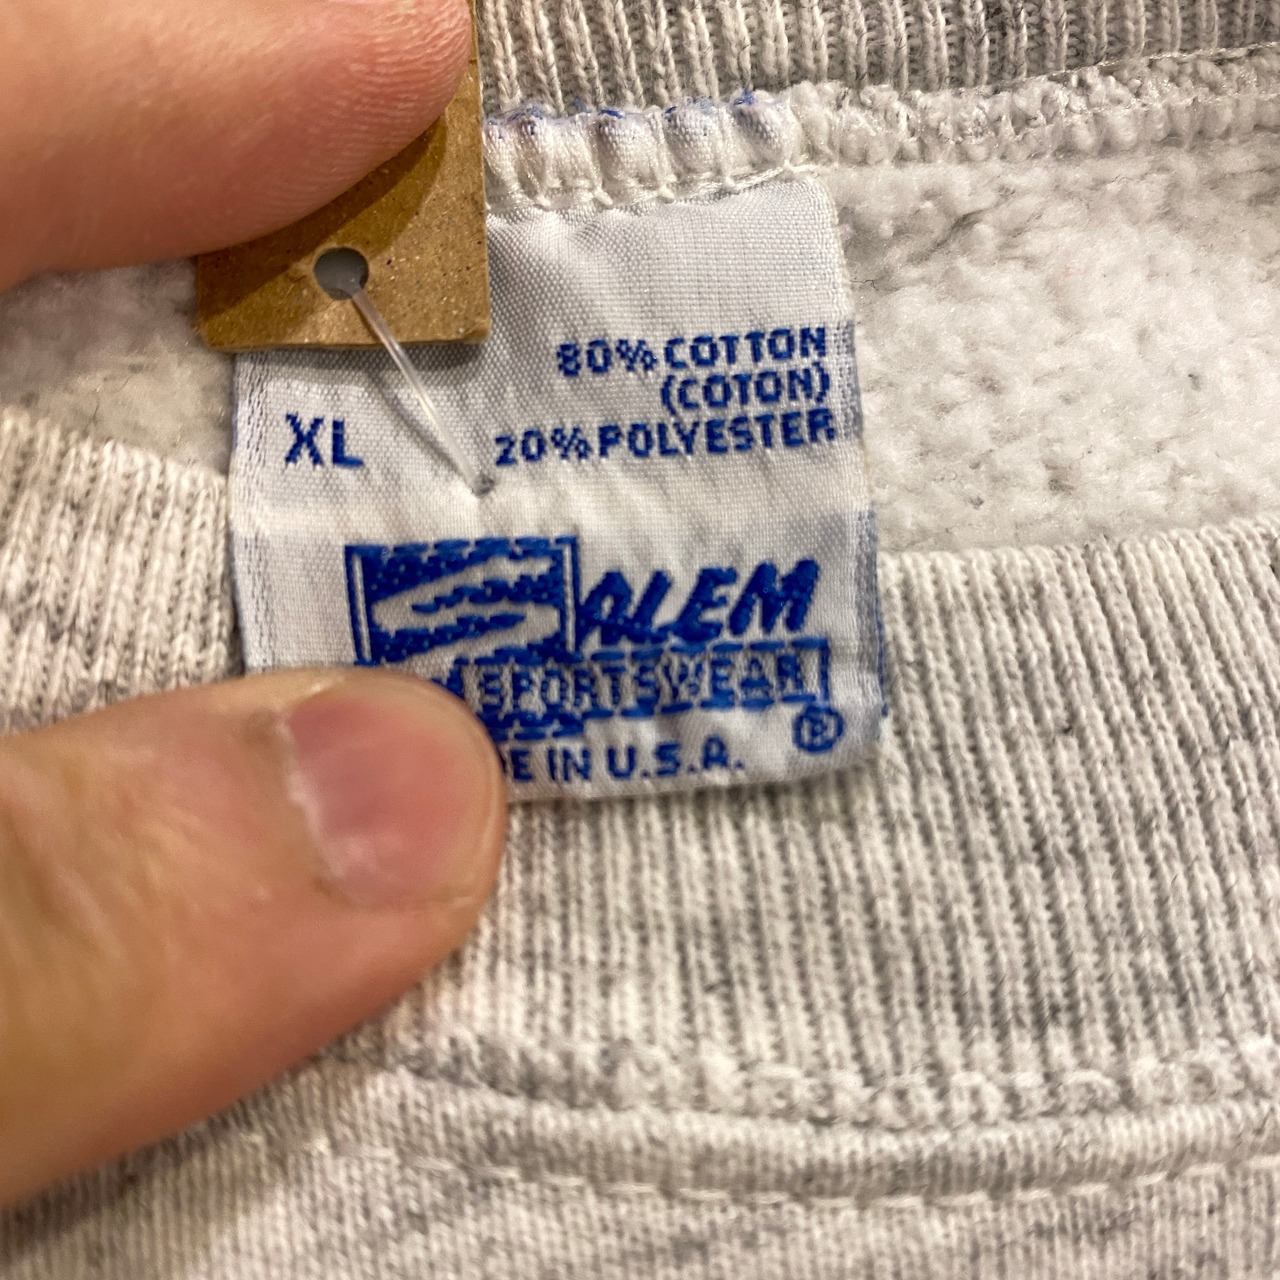 80% COTTON
(COTON)
XL
20% POLYESTER
SALEM
SPORTSWEAR
®
E IN U.S.A.